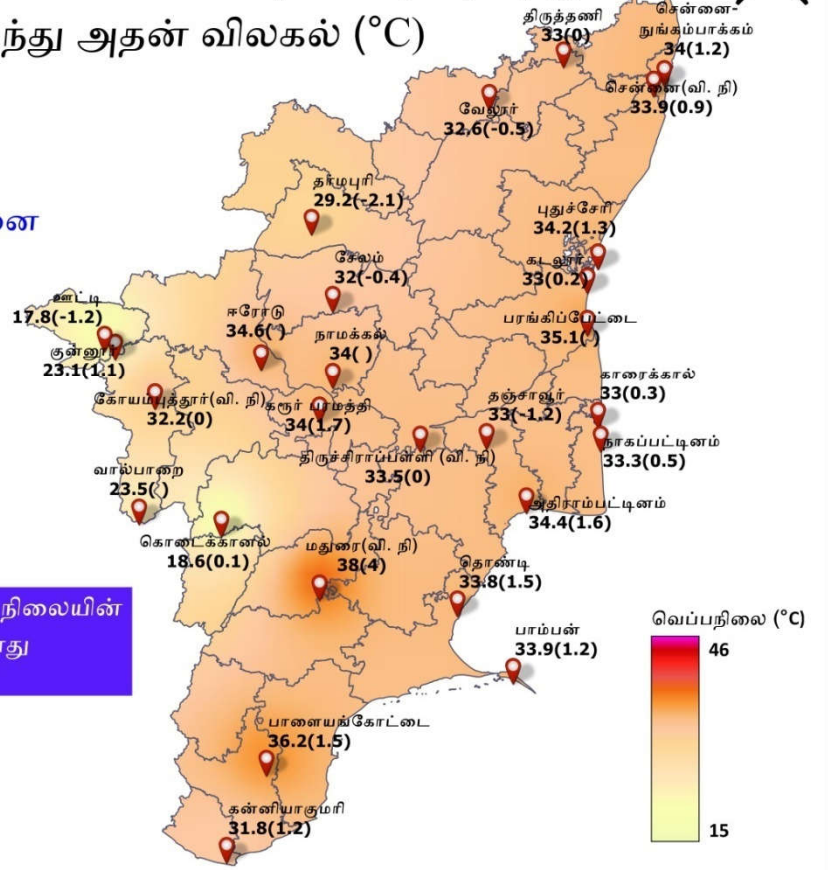 ந்து அதன் விலகல் (°C)
திருத்தணி
33(0)
சென்னை-
நுங்கம்பாக்கம்
34(1.2)
சென்னை(வி. நி)
33.9(0.9)
வேலூர்
32.6(-0.5)
தர்மபுரி
29.2(-2.1)
னை
புதுச்சேரி
34.2(1.3)
சேலம்
32(-0.4)
கடலூர்
33(0.2)
ஊட்டி
17.8(-1.2)
ஈரோடு
34.6( )
நாமக்கல்
34( )
பரங்கிப்பேட்டை
35.1( )
குன்னூர்
23.1(1.1)
காரைக்கால்
33(0.3)
கோயம்புத்தூர்(வி. நி)
32.2(0)
கரூர் பரமத்தி
34(1.7)
தஞ்சாவூர்
33(-1.2)
நாகப்பட்டினம்
33.3(0.5)
திருச்சிராப்பள்ளி (வி. நி)
33.5(0)
வால்பாறை
23.5( )
அதிராம்பட்டினம்
34.4(1.6)
கொடைக்கானல்
18.6(0.1)
மதுரை(வி. நி)
38(4)
தொண்டி
33.8(1.5)
நிலையின்
து
பாம்பன்
33.9(1.2)
வெப்பநிலை (°C)
46
15
பாளையங்கோட்டை
36.2(1.5)
கன்னியாகுமரி
31.8(1.2)